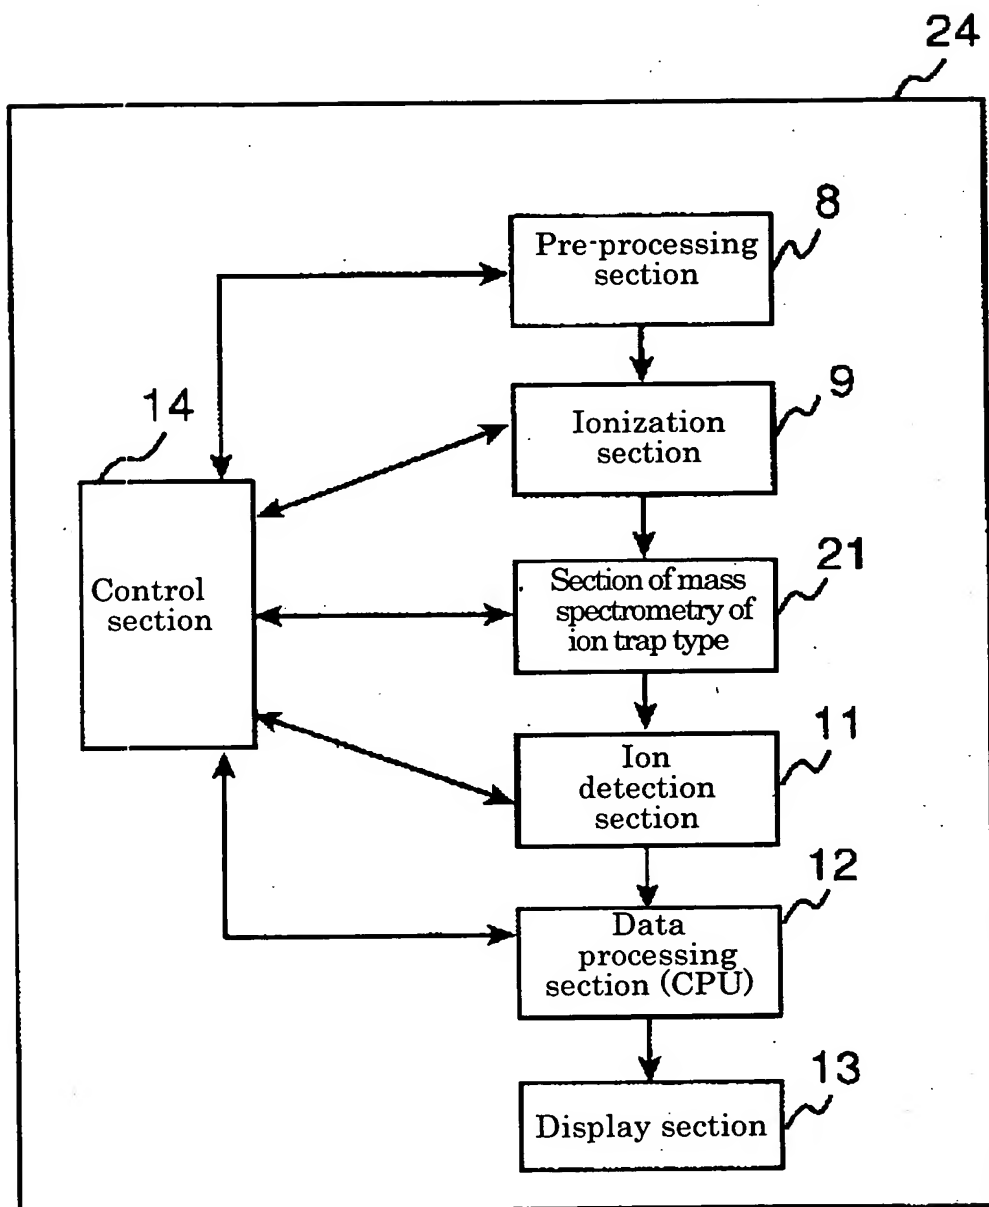 24
Pre-processing
section
8
Ionization
section
9
14
Control
section
Section of mass
spectrometry of
ion trap type
21
Ion
detection
section
11
Data
processing
section (CPU)
12
Display section
13